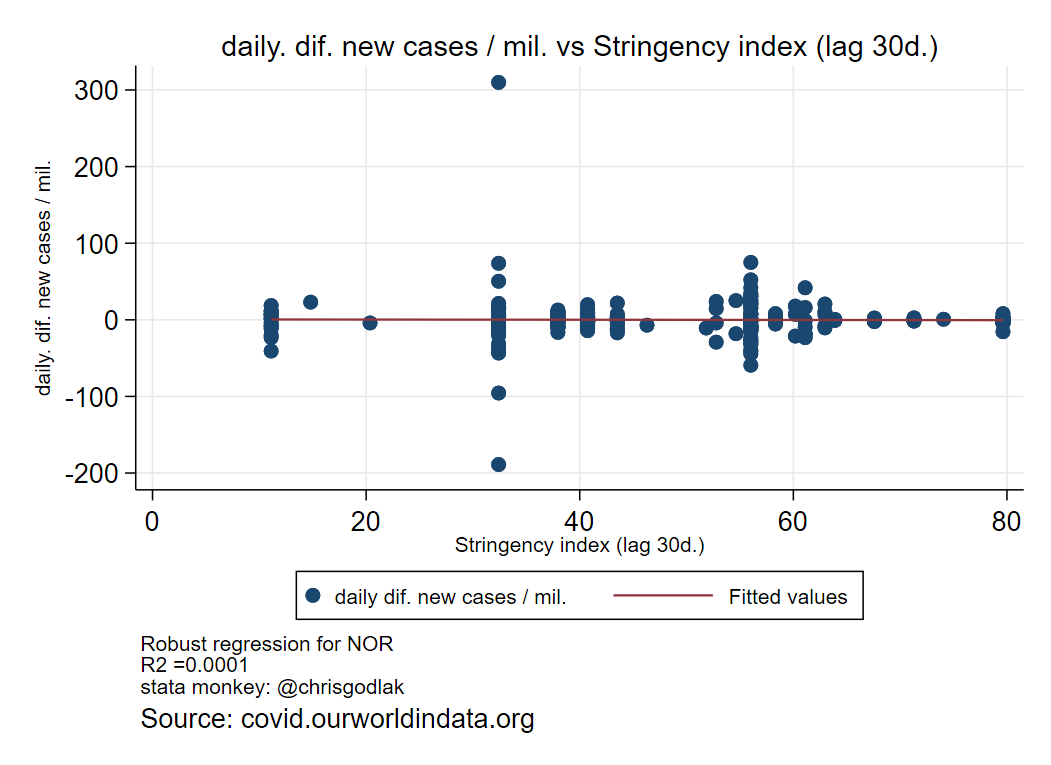 daily. dif. new cases / mil. vs Stringency index (lag 30d.)
daily. dif. new cases / mil.
300
200
100
0
-100
-200
0 20 40 60 80
Stringency index (lag 30d.)
daily dif. new cases / mil. Fitted values
Robust regression for NOR
R2 =0.0001
stata monkey: @chrisgodlak
Source: covid.ourworldindata.org